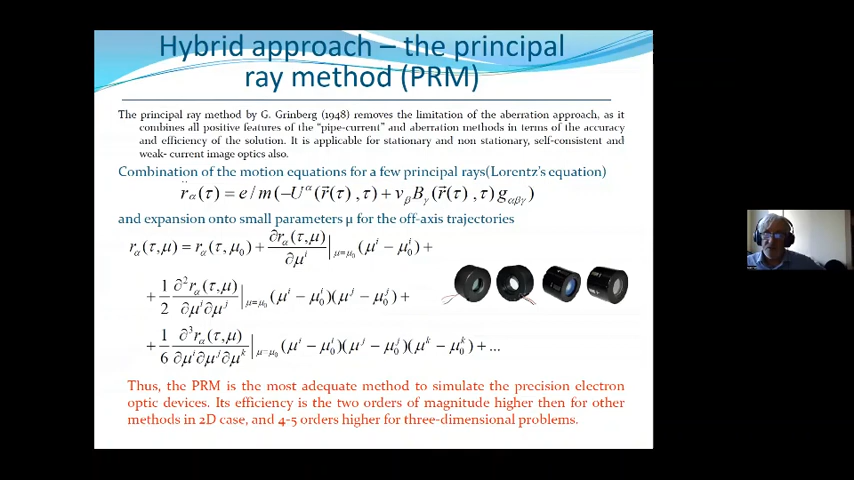 Hybrid approach – the principal
ray method (PRM)
The principal ray method by G. Grinberg (1948) removes the limitation of the aberration approach, as it
combines all positive features of the "pipe-current" and aberration methods in terms of the accuracy
and efficiency of the solution. It is applicable for stationary and non stationary, self-consistent and
weak- current image optics also.
Combination of the motion equations for a few principal rays(Lorentz's equation)
r̈α(τ) = e/m(−U^α(r⃗(τ),τ) + vβBγ(r⃗(τ),τ)gαβγ)
and expansion onto small parameters μ for the off-axis trajectories
rα(τ,μ) = rα(τ,μ0) + ∂rα(τ,μ)/∂μ^i |μ=μ0 (μ^i − μ0^i) +
+ 1/2 ∂²rα(τ,μ)/∂μ^i∂μ^j |μ=μ0 (μ^i − μ0^i)(μ^j − μ0^j) +
+ 1/6 ∂³rα(τ,μ)/∂μ^i∂μ^j∂μ^k |μ=μ0 (μ^i − μ0^i)(μ^j − μ0^j)(μ^k − μ0^k) + ...
Thus, the PRM is the most adequate method to simulate the precision electron
optic devices. Its efficiency is the two orders of magnitude higher then for other
methods in 2D case, and 4-5 orders higher for three-dimensional problems.